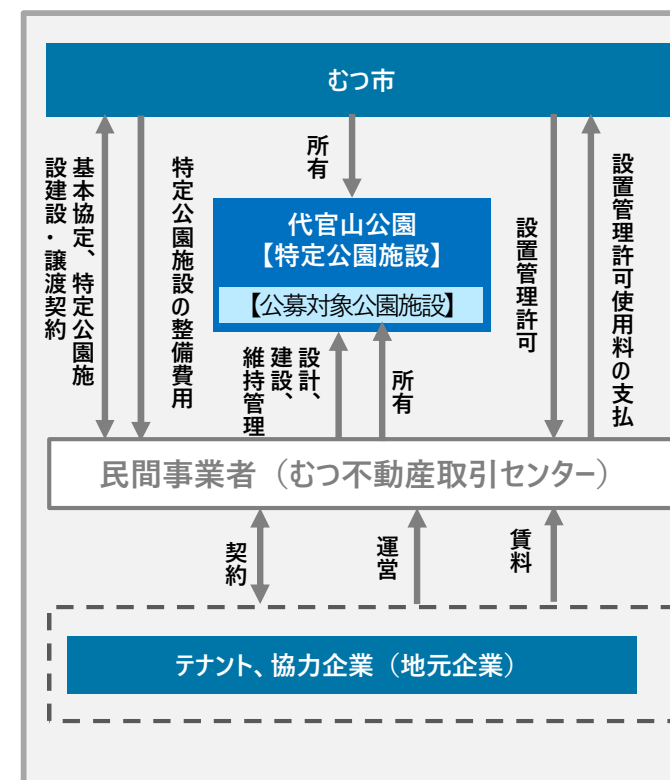 むつ市
基本協定、特定公園施
設建設・譲渡契約
特定公園施設の整備費用
所有
代官山公園
【特定公園施設】
【公募対象公園施設】
設置管理許可
設置管理許可使用料の支払
設計、
建設、
維持管理
所有
民間事業者（むつ不動産取引センター）
契約
運営
賃料
テナント、協力企業（地元企業）